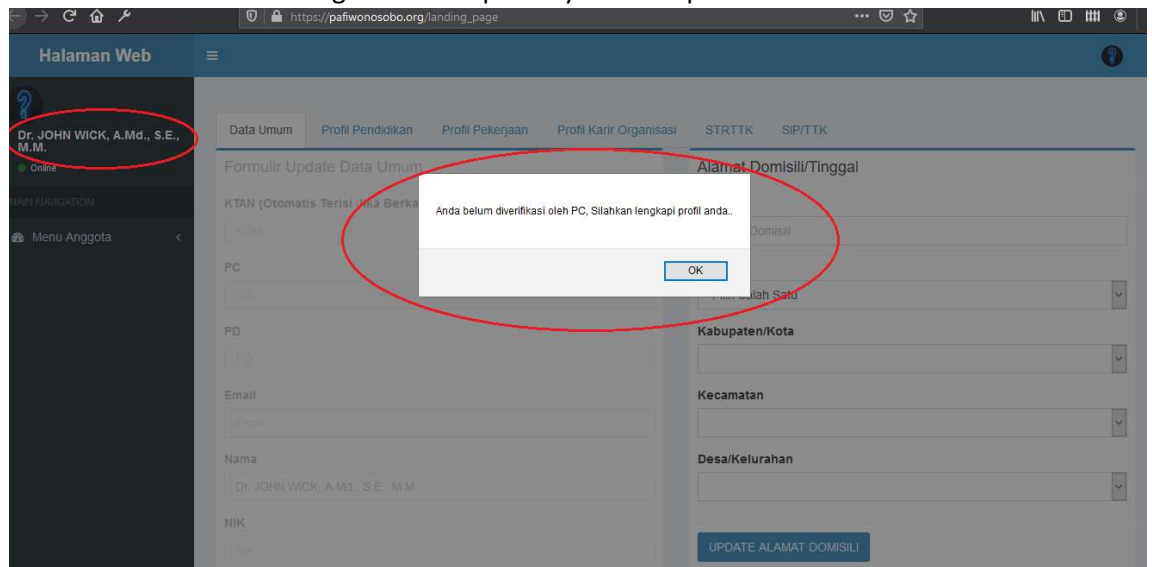 https://pafiwonosobo.org/landing_page
Halaman Web
Dr. JOHN WICK, A.Md., S.E.,
M.M.
Online
MAIN NAVIGATION
Menu Anggota
Data Umum
Profil Pendidikan
Profil Pekerjaan
Profil Karir Organisasi
STRTTK
SIP/TTK
Formulir Update Data Umum
KTAN (Otomatis Terisi Jika Berka
KTAN
PC
PD
PD
PD
Email
Email
Nama
Dr. JOHN WICK, A.Md., S.E., M.M.
NIK
NIK
Anda belum diverifikasi oleh PC, Silahkan lengkapi profil anda..
OK
Alamat Domisili/Tinggal
Domisili
Salah Satu
Kabupaten/Kota
Kecamatan
Desa/Kelurahan
UPDATE ALAMAT DOMISILI